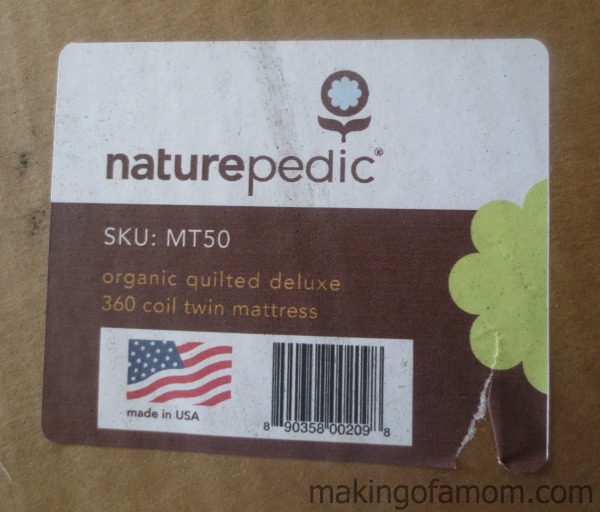 naturepedic®
SKU: MT50
organic quilted deluxe
360 coil twin mattress
made in USA
8 90358 00209 8
makingofamom.com